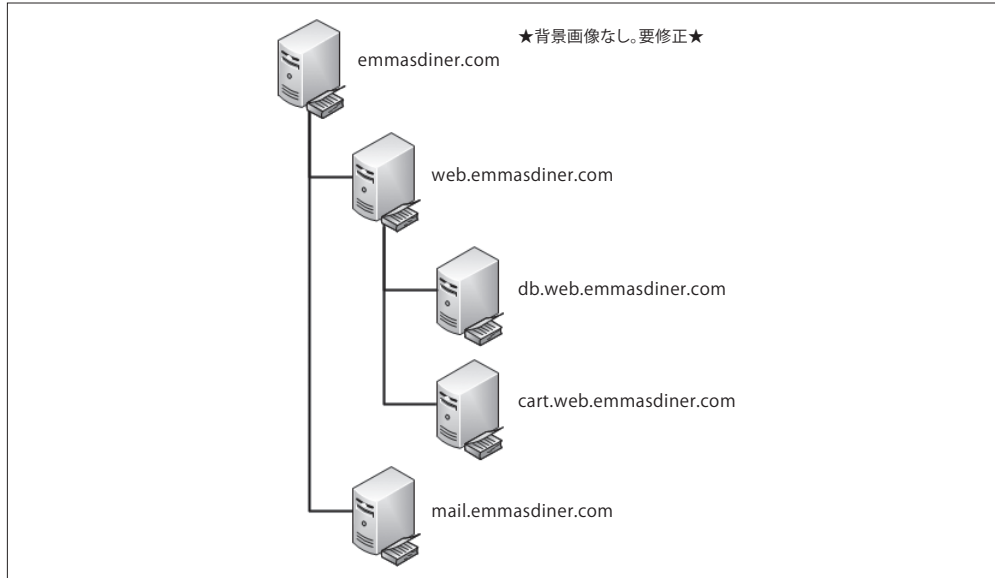 ★背景画像なし。要修正★
emmasdiner.com
web.emmasdiner.com
db.web.emmasdiner.com
cart.web.emmasdiner.com
mail.emmasdiner.com